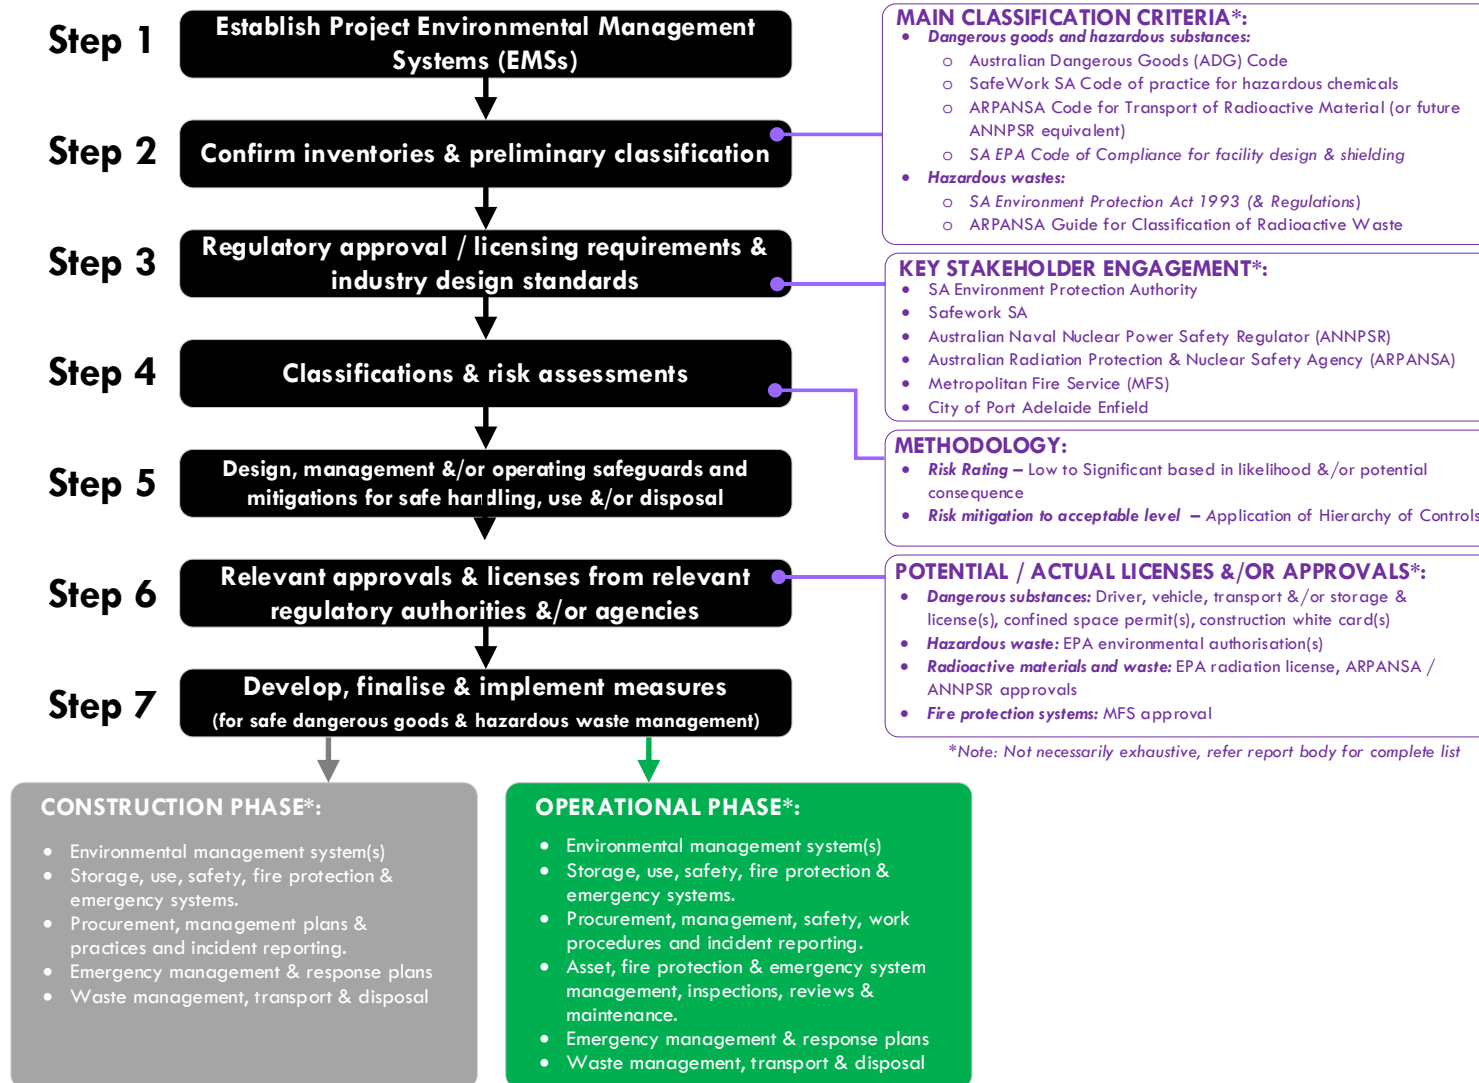 Step 1
Establish Project Environmental Management
Systems (EMSs)
Step 2
Confirm inventories & preliminary classification
Step 3
Regulatory approval / licensing requirements &
industry design standards
Step 4
Classifications & risk assessments
Step 5
Design, management &/or operating safeguards and
mitigations for safe handling, use &/or disposal
Step 6
Relevant approvals & licenses from relevant
regulatory authorities &/or agencies
Step 7
Develop, finalise & implement measures
(for safe dangerous goods & hazardous waste management)
MAIN CLASSIFICATION CRITERIA*:
• Dangerous goods and hazardous substances:
o Australian Dangerous Goods (ADG) Code
o SafeWork SA Code of practice for hazardous chemicals
o ARPANSA Code for Transport of Radioactive Material (or future
ANNPSR equivalent)
o SA EPA Code of Compliance for facility design & shielding
• Hazardous wastes:
o SA Environment Protection Act 1993 (& Regulations)
o ARPANSA Guide for Classification of Radioactive Waste
KEY STAKEHOLDER ENGAGEMENT*:
• SA Environment Protection Authority
• Safework SA
• Australian Naval Nuclear Power Safety Regulator (ANNPSR)
• Australian Radiation Protection & Nuclear Safety Agency (ARPANSA)
• Metropolitan Fire Service (MFS)
• City of Port Adelaide Enfield
METHODOLOGY:
• Risk Rating – Low to Significant based in likelihood &/or potential
consequence
• Risk mitigation to acceptable level – Application of Hierarchy of Controls
POTENTIAL / ACTUAL LICENSES &/OR APPROVALS*:
• Dangerous substances: Driver, vehicle, transport &/or storage &
license(s), confined space permit(s), construction white card(s)
• Hazardous waste: EPA environmental authorisation(s)
• Radioactive materials and waste: EPA radiation license, ARPANSA /
ANNPSR approvals
• Fire protection systems: MFS approval
*Note: Not necessarily exhaustive, refer report body for complete list
CONSTRUCTION PHASE*:
• Environmental management system(s)
• Storage, use, safety, fire protection &
emergency systems.
• Procurement, management plans &
practices and incident reporting.
• Emergency management & response plans
• Waste management, transport & disposal
OPERATIONAL PHASE*:
• Environmental management system(s)
• Storage, use, safety, fire protection &
emergency systems.
• Procurement, management, safety, work
procedures and incident reporting.
• Asset, fire protection & emergency system
management, inspections, reviews &
maintenance.
• Emergency management & response plans
• Waste management, transport & disposal